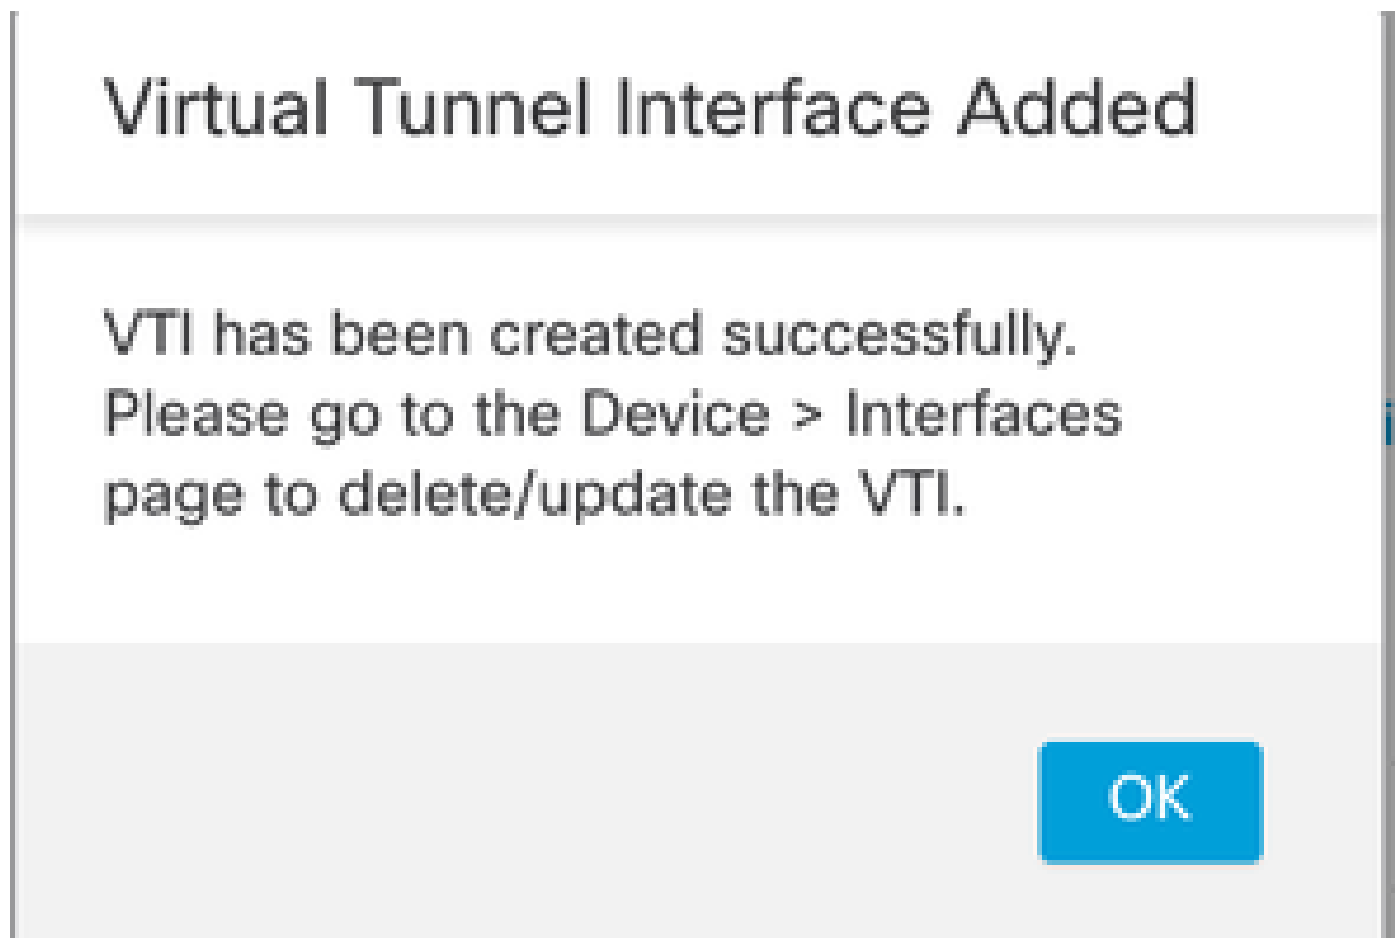 Virtual Tunnel Interface Added
VTI has been created successfully.
Please go to the Device > Interfaces
page to delete/update the VTI.
OK